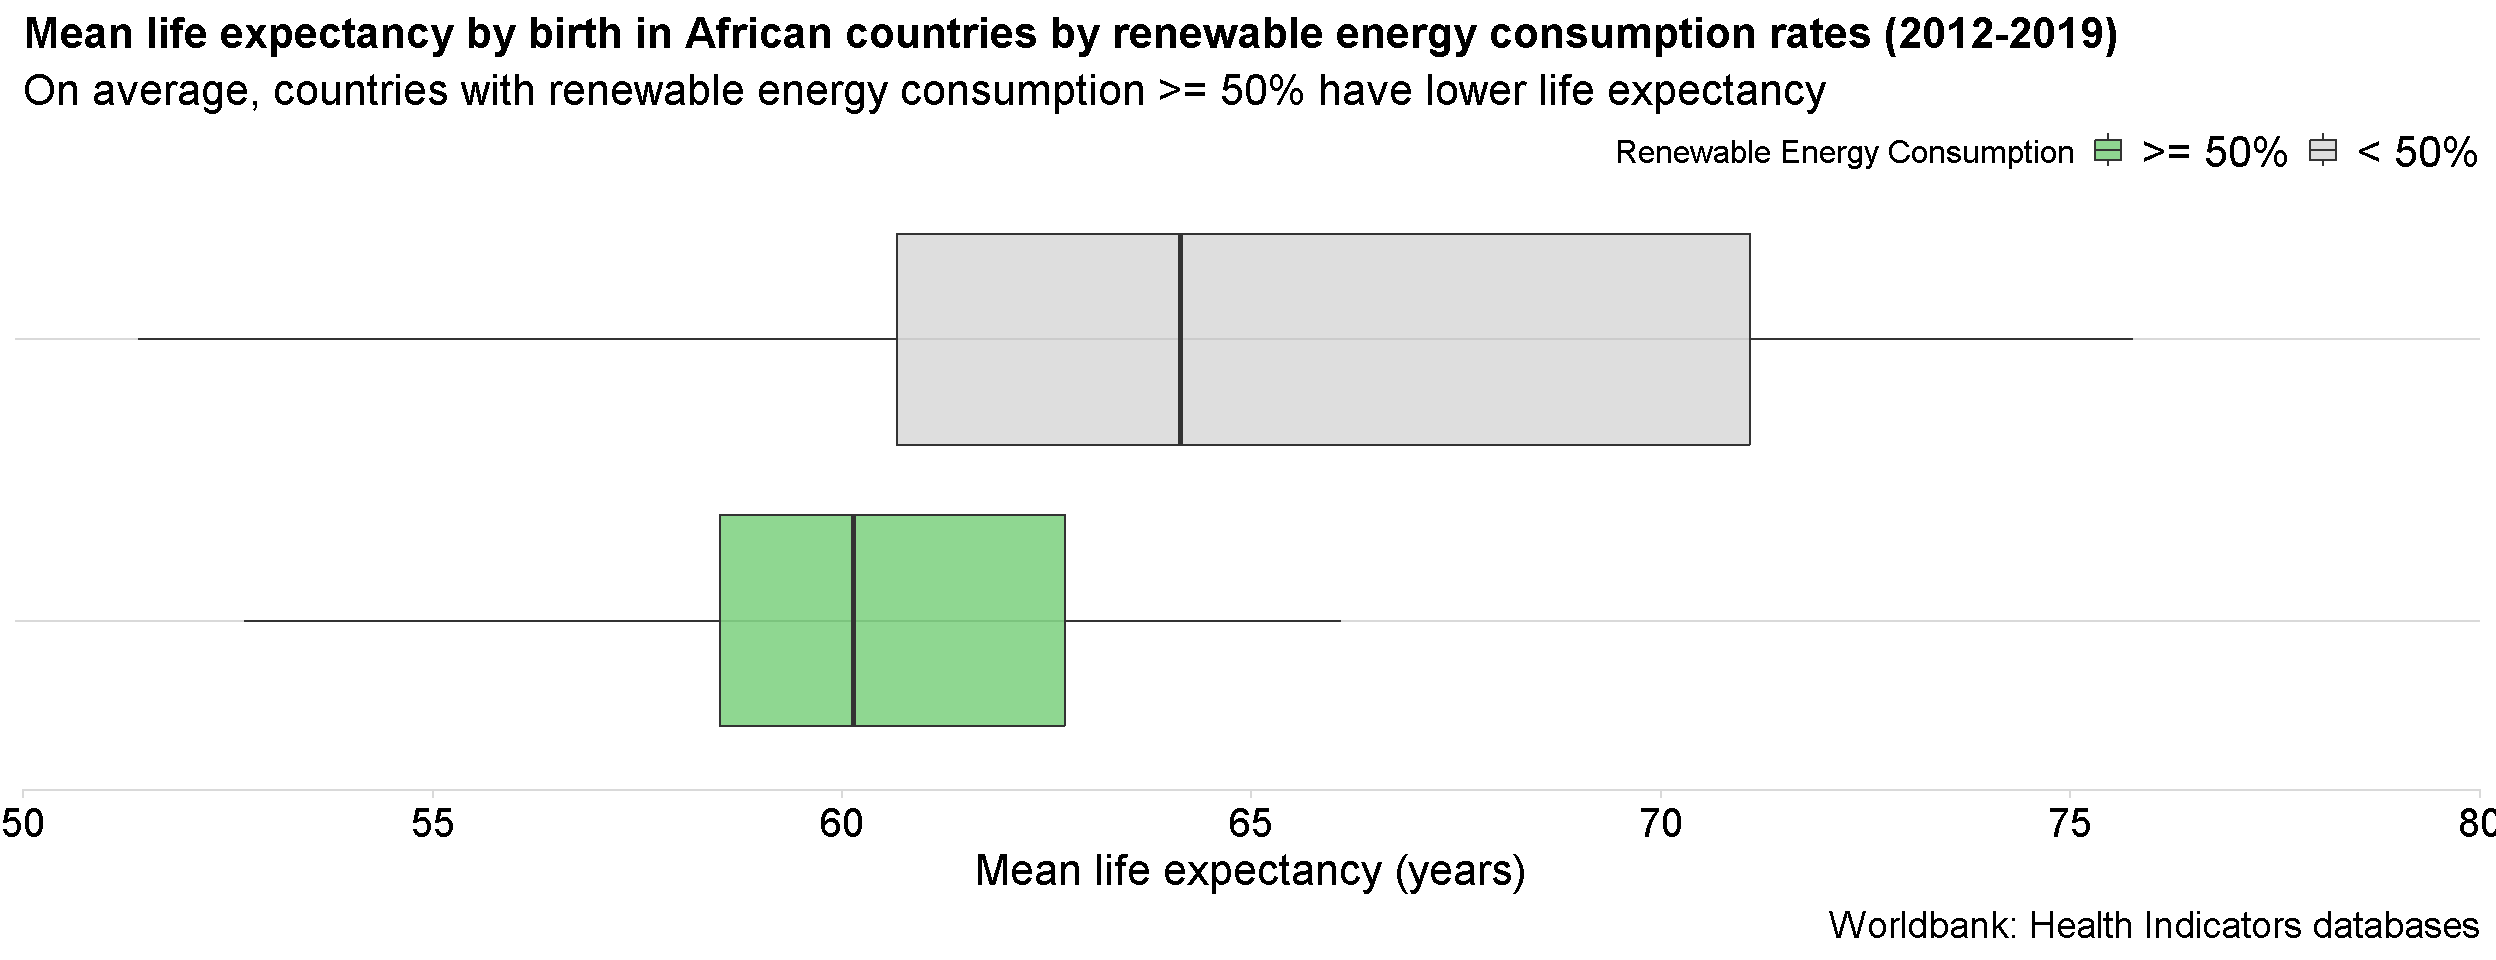 Mean life expectancy by birth in African countries by renewable energy consumption rates (2012-2019)
On average, countries with renewable energy consumption >= 50% have lower life expectancy
Renewable Energy Consumption >= 50% < 50%
50 55 60 65 70 75 80
Mean life expectancy (years)
Worldbank: Health Indicators databases